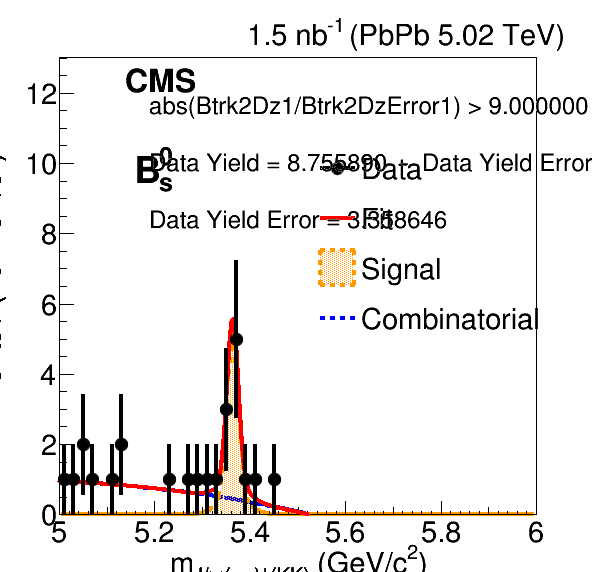 1.5 nb-1 (PbPb 5.02 TeV)
CMS
abs(Btrk2Dz1/Btrk2DzError1) > 9.000000
B0s
Data Yield = 8.755890 Data Yield Error
Data
Data Yield Error = 3.358646
Fit
Signal
Combinatorial
12
10
8
6
4
2
0
5 5.2 5.4 5.6 5.8 6
(GeV/c2)